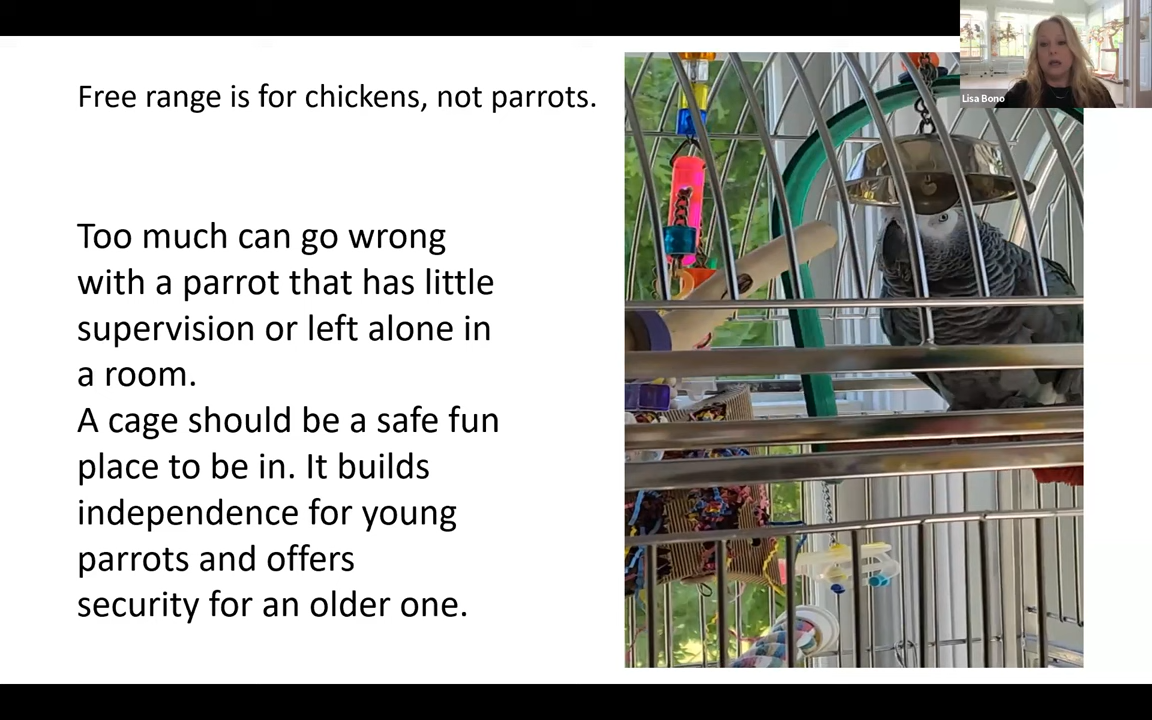 Free range is for chickens, not parrots.
Lisa Bono
Too much can go wrong
with a parrot that has little
supervision or left alone in
a room.
A cage should be a safe fun
place to be in. It builds
independence for young
parrots and offers
security for an older one.